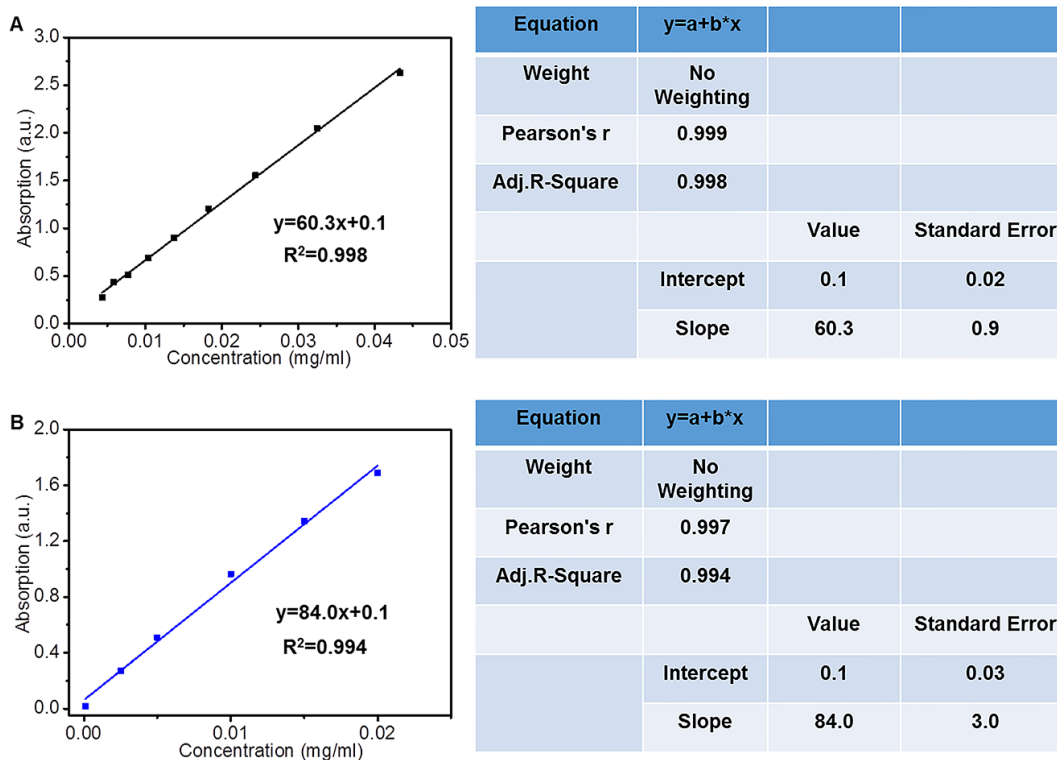 A
3.0
2.5
2.0
1.5
1.0
0.5
0.0
Absorption (a.u.)
y=60.3x+0.1
R²=0.998
0.00 0.01 0.02 0.03 0.04 0.05
Concentration (mg/ml)
Equation y=a+b*x
Weight No
Weighting
Pearson's r 0.999
Adj.R-Square 0.998
Value Standard Error
Intercept 0.1 0.02
Slope 60.3 0.9
B
2.0
1.6
1.2
0.8
0.4
0.0
Absorption (a.u.)
y=84.0x+0.1
R²=0.994
0.00 0.01 0.02
Concentration (mg/ml)
Equation y=a+b*x
Weight No
Weighting
Pearson's r 0.997
Adj.R-Square 0.994
Value Standard Error
Intercept 0.1 0.03
Slope 84.0 3.0